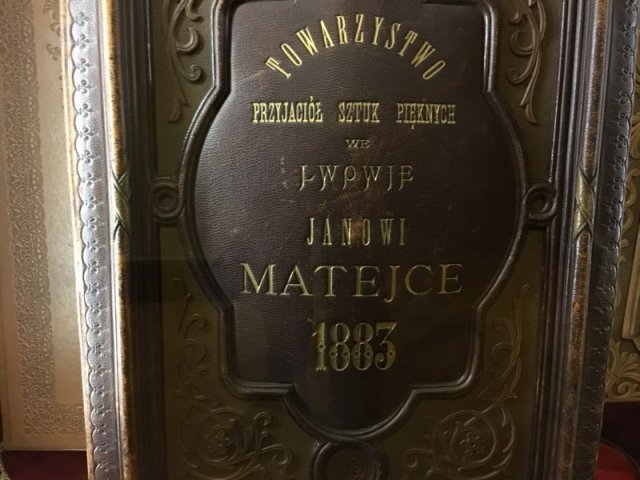 TOWARZYSTWO
PRZYJACIÓŁ SZTUK PIĘKNYCH
WE
LWOWIE
JANOWI
MATEJCE
1883